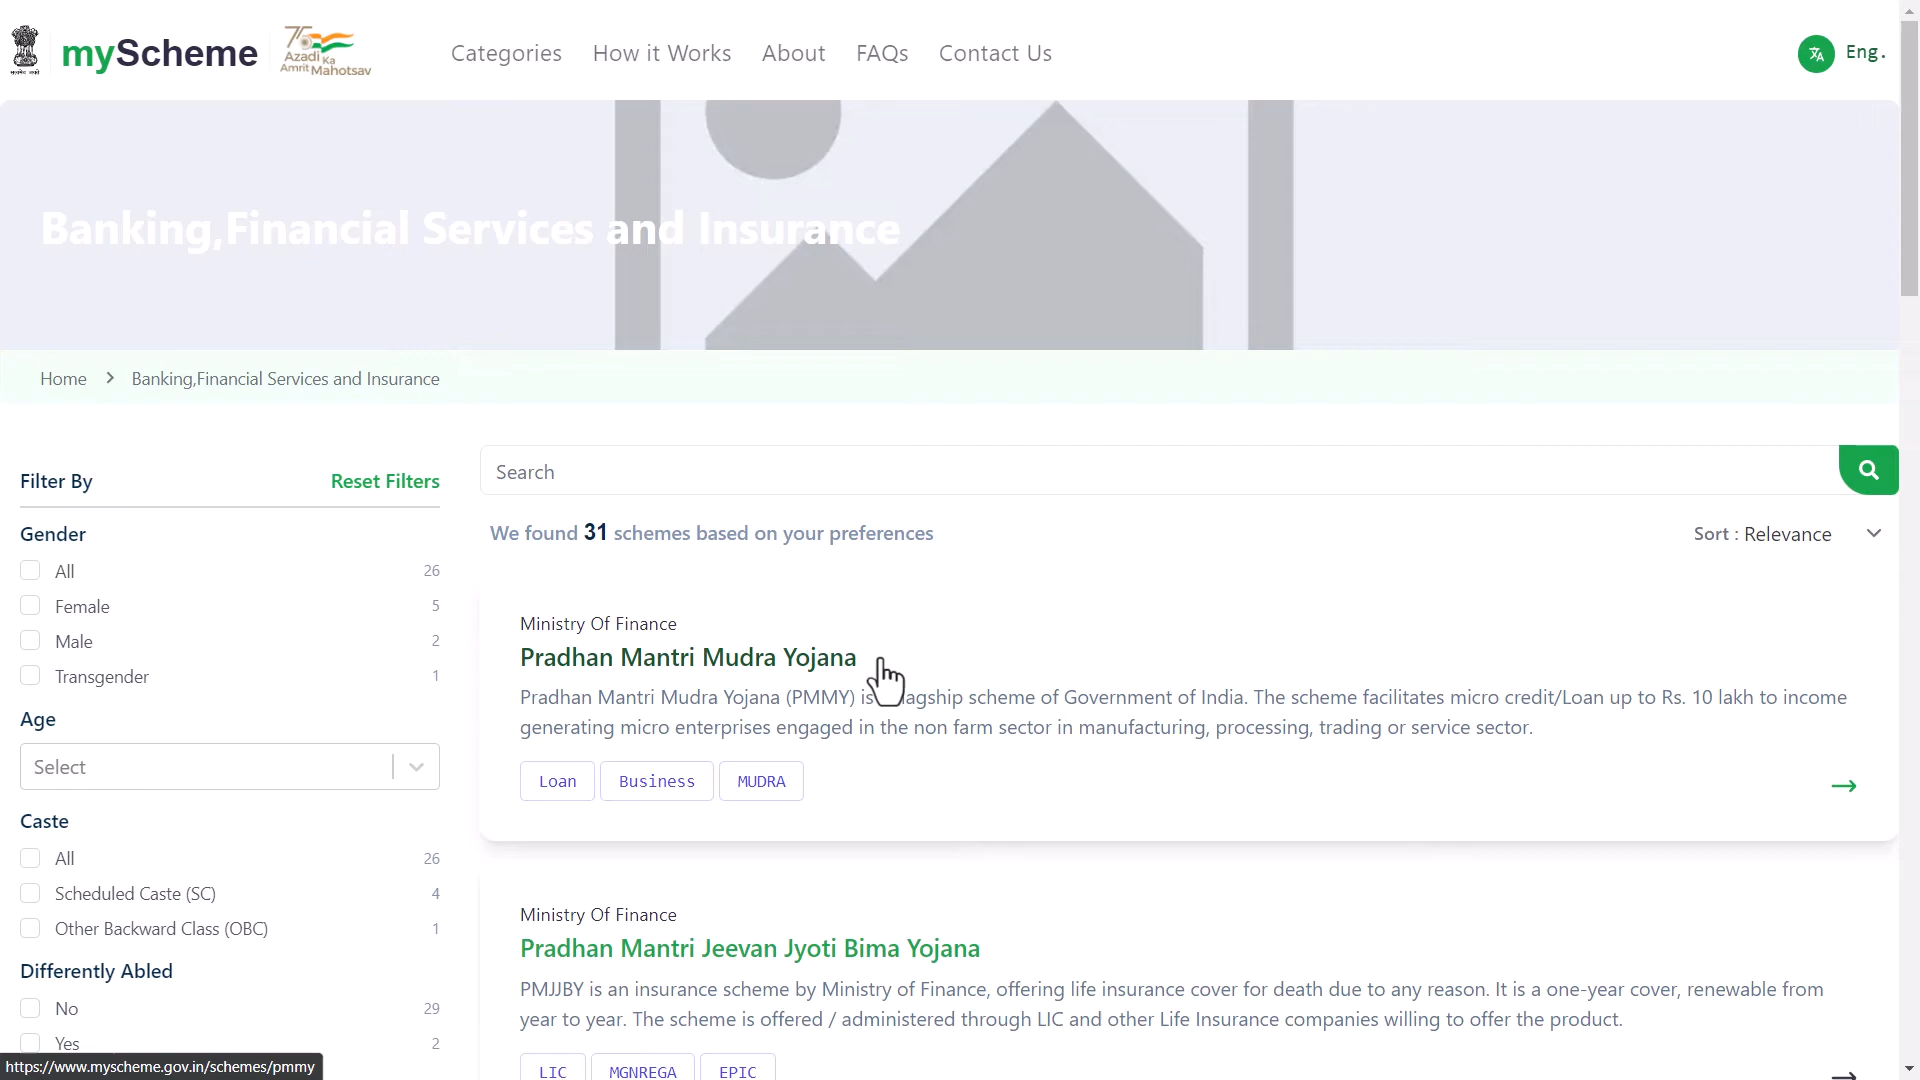 myScheme
Azadi Ka
Amrit Mahotsav
Categories How it Works About FAQs Contact Us
Eng.
Banking,Financial Services and Insurance
Home > Banking,Financial Services and Insurance
Filter By Reset Filters
Gender
All 26
Female 5
Male 2
Transgender 1
Age
Select
Caste
All 26
Scheduled Caste (SC) 4
Other Backward Class (OBC) 1
Differently Abled
No 29
Yes 2
https://www.myscheme.gov.in/schemes/pmmy
Search
We found 31 schemes based on your preferences
Sort : Relevance
Ministry Of Finance
Pradhan Mantri Mudra Yojana
Pradhan Mantri Mudra Yojana (PMMY) is flagship scheme of Government of India. The scheme facilitates micro credit/Loan up to Rs. 10 lakh to income
generating micro enterprises engaged in the non farm sector in manufacturing, processing, trading or service sector.
Loan Business MUDRA
Ministry Of Finance
Pradhan Mantri Jeevan Jyoti Bima Yojana
PMJJBY is an insurance scheme by Ministry of Finance, offering life insurance cover for death due to any reason. It is a one-year cover, renewable from
year to year. The scheme is offered / administered through LIC and other Life Insurance companies willing to offer the product.
LIC MGNREGA EPIC